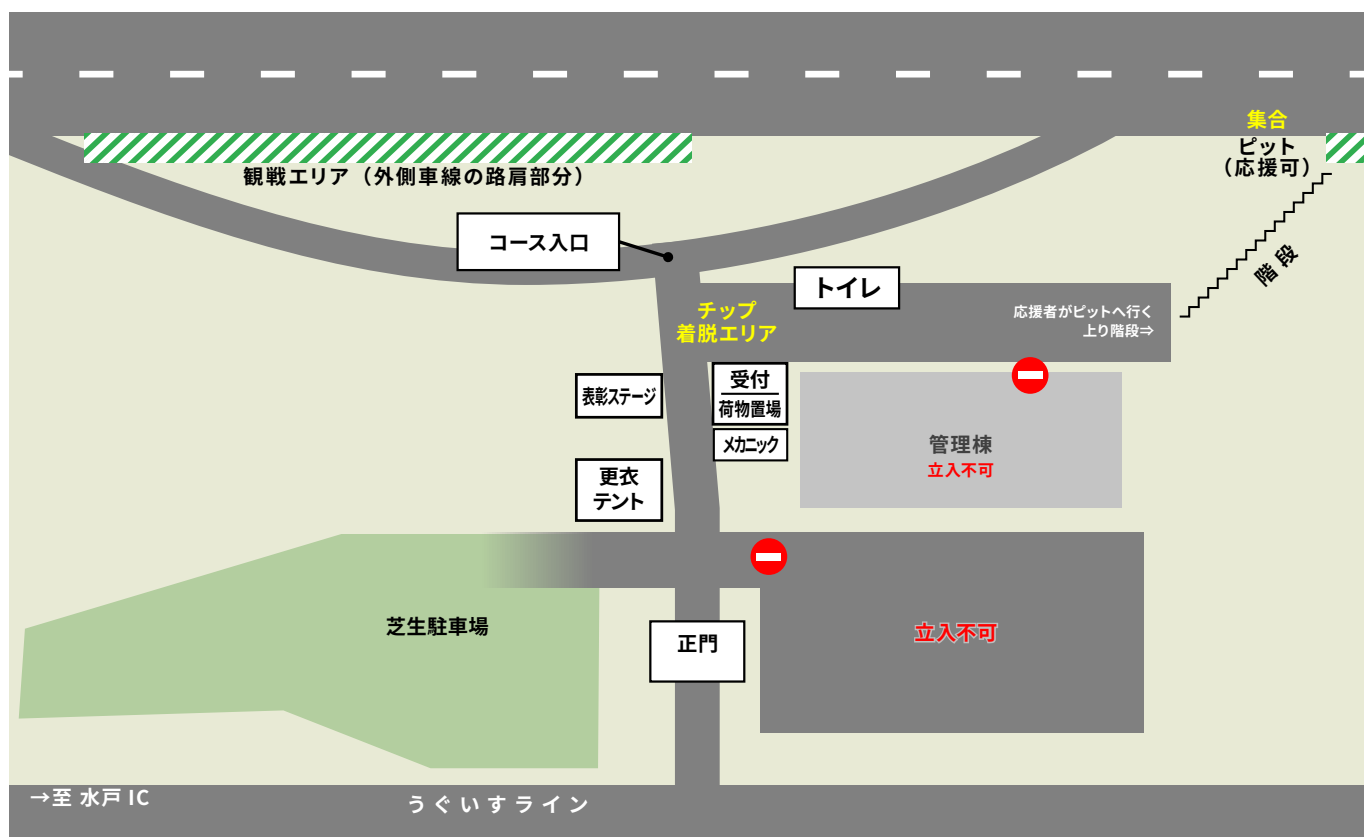 集合
ピット
（応援可）
観戦エリア（外側車線の路肩部分）
コース入口
階段
トイレ
チップ
着脱エリア
応援者がピットへ行く
上り階段⇒
受付
荷物置場
表彰ステージ
メカニック
管理棟
立入不可
更衣
テント
芝生駐車場
正門
立入不可
→至 水戸 IC
うぐいすライン